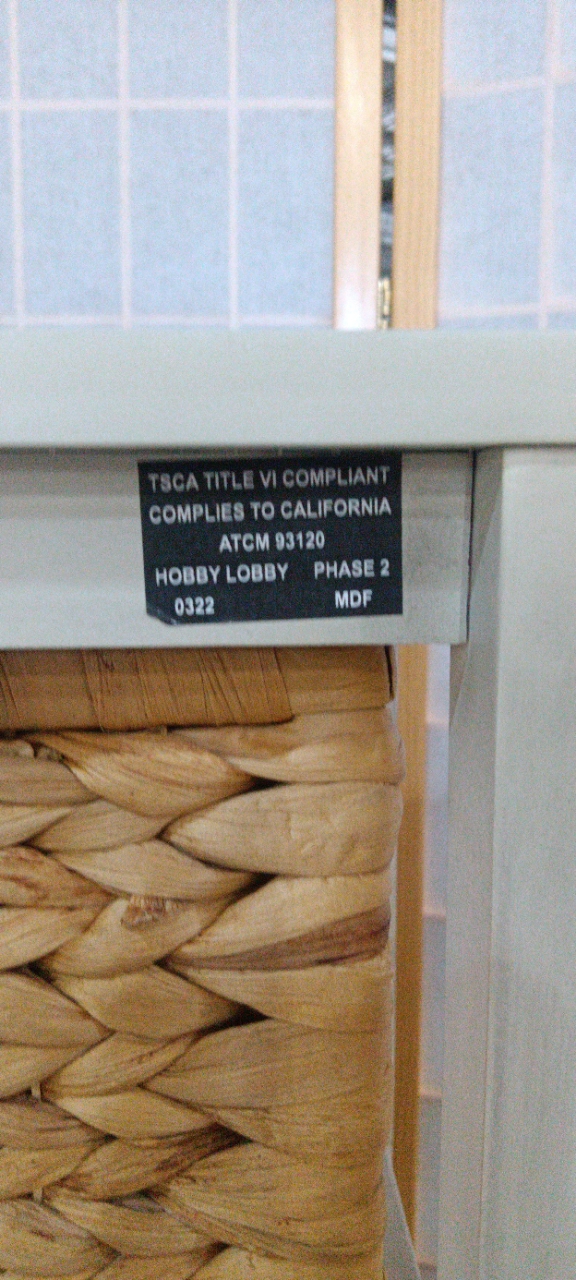 TSCA TITLE VI COMPLIANT
COMPLIES TO CALIFORNIA
ATCM 93120
HOBBY LOBBY PHASE 2
0322 MDF